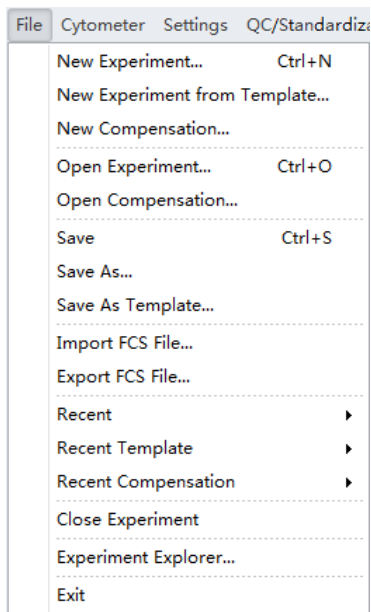 File Cytometer Settings QC/Standardiza
New Experiment... Ctrl+N
New Experiment from Template...
New Compensation...
Open Experiment... Ctrl+O
Open Compensation...
Save Ctrl+S
Save As...
Save As Template...
Import FCS File...
Export FCS File...
Recent
Recent Template
Recent Compensation
Close Experiment
Experiment Explorer...
Exit